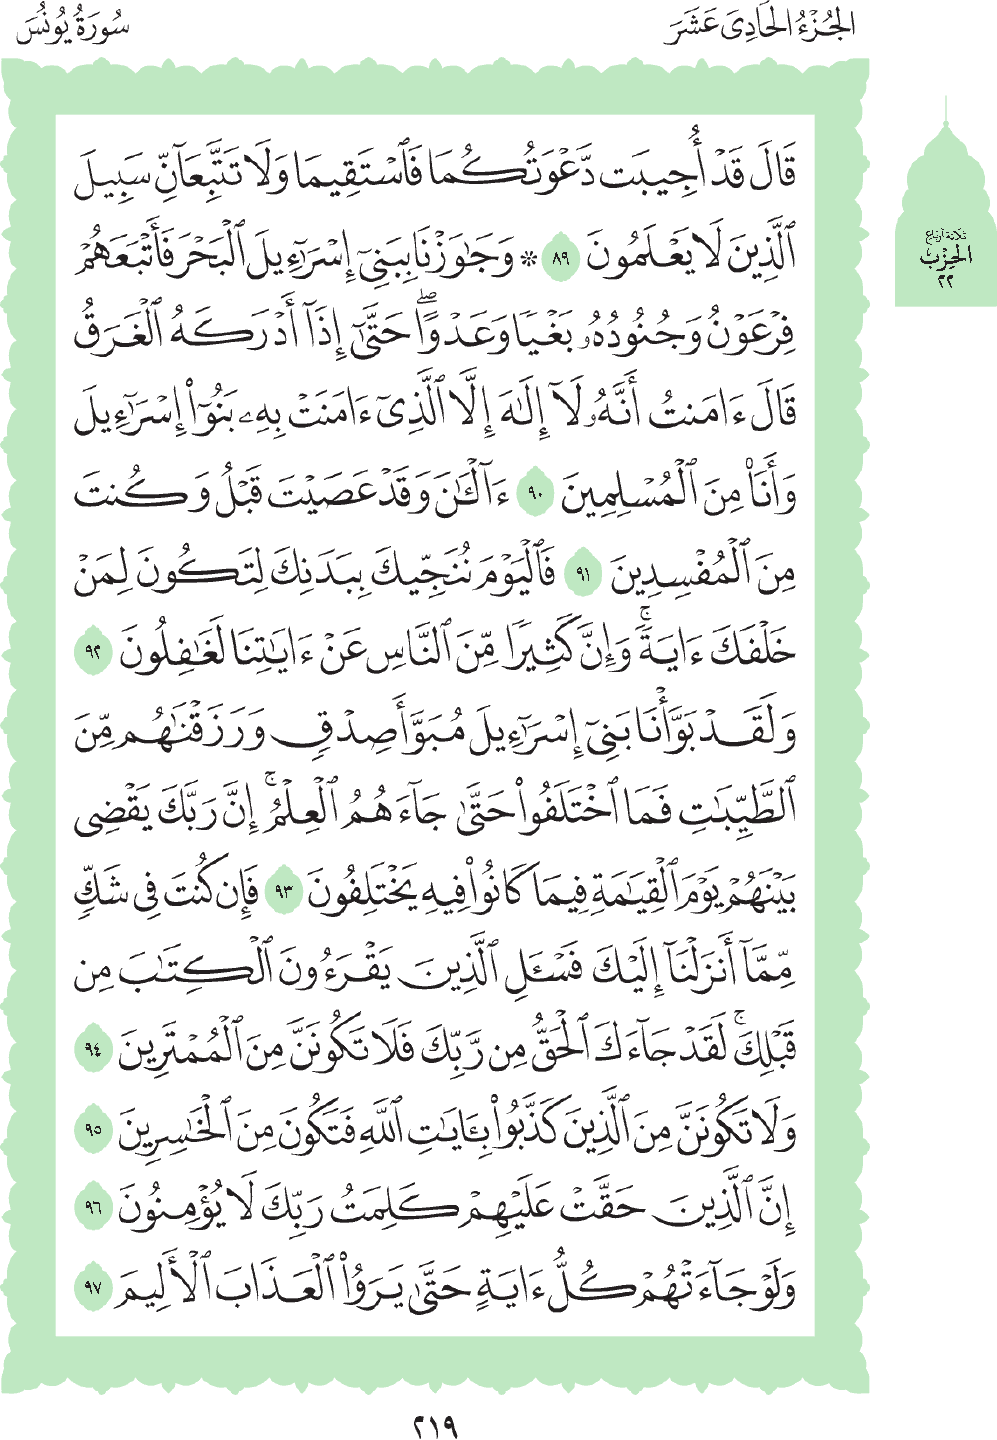 الجُزْءُ الحَادِىَ عَشَرَ
سُورَةُ يُونُسَ
قَالَ قَدْ أُجِيبَت دَّعْوَتُكُمَا فَٱسْتَقِيمَا وَلَا تَتَّبِعَآنِّ سَبِيلَ
ٱلَّذِينَ لَا يَعْلَمُونَ ٨٩ ۞ وَجَٰوَزْنَا بِبَنِىٓ إِسْرَٰٓءِيلَ ٱلْبَحْرَ فَأَتْبَعَهُمْ
فِرْعَوْنُ وَجُنُودُهُۥ بَغْيًا وَعَدْوًاۖ حَتَّىٰٓ إِذَآ أَدْرَكَهُ ٱلْغَرَقُ
قَالَ ءَامَنتُ أَنَّهُۥ لَآ إِلَٰهَ إِلَّا ٱلَّذِىٓ ءَامَنَتْ بِهِۦ بَنُوٓا۟ إِسْرَٰٓءِيلَ
وَأَنَا۠ مِنَ ٱلْمُسْلِمِينَ ٩٠ ءَآلْـَٰٔنَ وَقَدْ عَصَيْتَ قَبْلُ وَكُنتَ
مِنَ ٱلْمُفْسِدِينَ ٩١ فَٱلْيَوْمَ نُنَجِّيكَ بِبَدَنِكَ لِتَكُونَ لِمَنْ
خَلْفَكَ ءَايَةًۚ وَإِنَّ كَثِيرًا مِّنَ ٱلنَّاسِ عَنْ ءَايَٰتِنَا لَغَٰفِلُونَ ٩٢
وَلَقَدْ بَوَّأْنَا بَنِىٓ إِسْرَٰٓءِيلَ مُبَوَّأَ صِدْقٍ وَرَزَقْنَٰهُم مِّنَ
ٱلطَّيِّبَٰتِ فَمَا ٱخْتَلَفُوا۟ حَتَّىٰ جَآءَهُمُ ٱلْعِلْمُۚ إِنَّ رَبَّكَ يَقْضِى
بَيْنَهُمْ يَوْمَ ٱلْقِيَٰمَةِ فِيمَا كَانُوا۟ فِيهِ يَخْتَلِفُونَ ٩٣ فَإِن كُنتَ فِى شَكٍّ
مِّمَّآ أَنزَلْنَآ إِلَيْكَ فَسْـَٔلِ ٱلَّذِينَ يَقْرَءُونَ ٱلْكِتَٰبَ مِن
قَبْلِكَۚ لَقَدْ جَآءَكَ ٱلْحَقُّ مِن رَّبِّكَ فَلَا تَكُونَنَّ مِنَ ٱلْمُمْتَرِينَ ٩٤
وَلَا تَكُونَنَّ مِنَ ٱلَّذِينَ كَذَّبُوا۟ بِـَٔايَٰتِ ٱللَّهِ فَتَكُونَ مِنَ ٱلْخَٰسِرِينَ ٩٥
إِنَّ ٱلَّذِينَ حَقَّتْ عَلَيْهِمْ كَلِمَتُ رَبِّكَ لَا يُؤْمِنُونَ ٩٦
وَلَوْ جَآءَتْهُمْ كُلُّ ءَايَةٍ حَتَّىٰ يَرَوُا۟ ٱلْعَذَابَ ٱلْأَلِيمَ ٩٧
ثلاثة أرباع
الحِزْب
٢٢
٢١٩